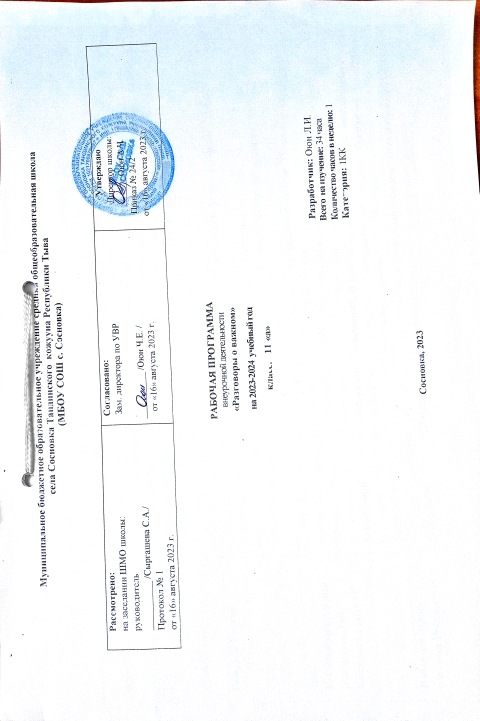 Муниципальное бюджетное образовательное учреждение средняя общеобразовательная школа
села Сосновка Тандинского кожууна Республики Тыва
(МБОУ СОШ с. Сосновка)
Рассмотрено:
на заседании ШМО школы:
руководитель
/Сыргашева С.А./
Протокол № 1
от «16» августа 2023 г.
Согласовано:
Зам. директора по УВР
/Оюн Ч.Е. /
от «16» августа 2023 г.
Утверждаю
Директор школы:
Приказ № 24/2
от «16» августа 2023 г.
РАБОЧАЯ ПРОГРАММА
внеурочной деятельности
«Разговоры о важном»
на 2023-2024 учебный год
класс: 11 «а»
Разработчик: Оюн Л.И
Всего на изучение: 34 часа
Количество часов в неделю: 1
Категория: 1КК
Сосновка, 2023